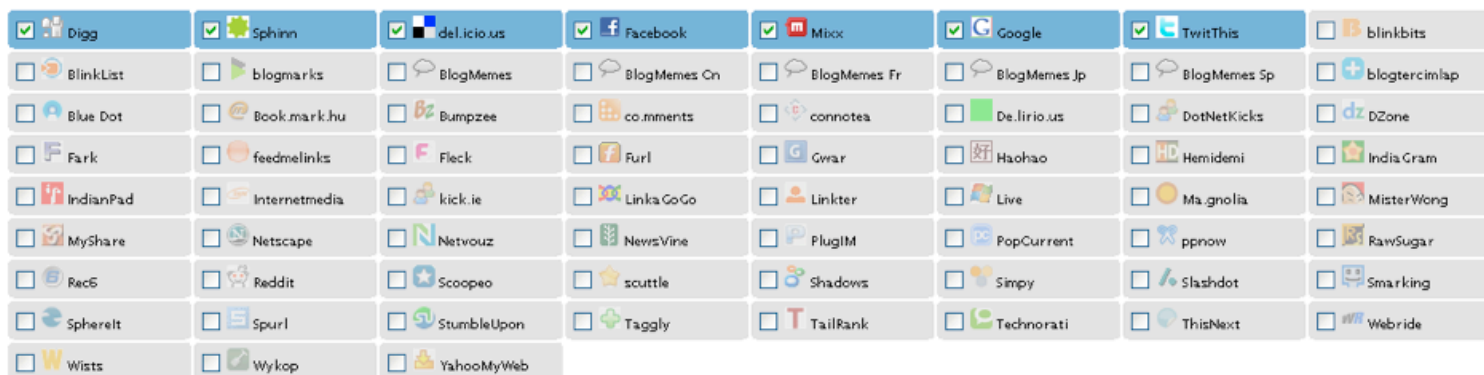 Digg Sphinn del.icio.us Facebook Mixx Google TwitThis blinkbits
BlinkList blogmarks BlogMemes BlogMemes Cn BlogMemes Fr BlogMemes Jp BlogMemes Sp blogtercimlap
Blue Dot Book.mark.hu Bumpzee co.mments connotea De.lirio.us DotNetKicks DZone
Fark feedmelinks Fleck Furl Gwar Haohao Hemidemi IndiaGram
IndianPad Internetmedia kick.ie LinkaGoGo Linkter Live Ma.gnolia MisterWong
MyShare Netscape Netvouz NewsVine PlugIM PopCurrent ppnow RawSugar
Rec6 Reddit Scoopeo scuttle Shadows Simpy Slashdot Smarking
SphereIt Spurl StumbleUpon Taggly TailRank Technorati ThisNext Webride
Wists Wykop YahooMyWeb